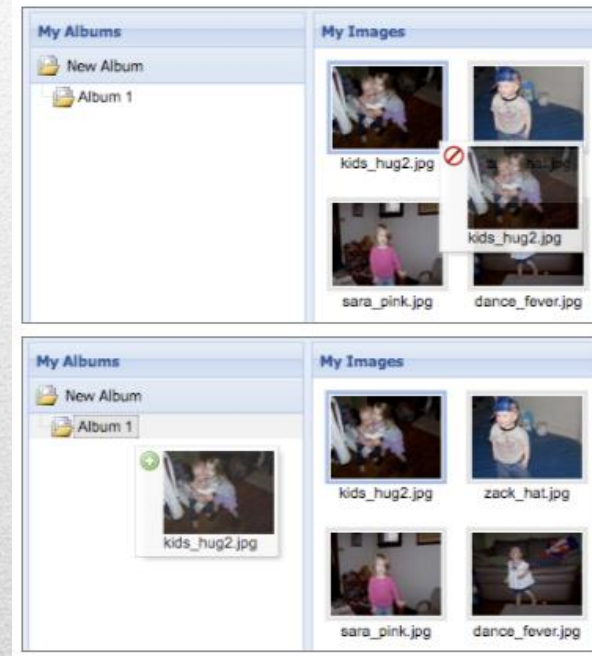 My Albums
My Images
New Album
Album 1
kids_hug2.jpg
kids_hug2.jpg
sara_pink.jpg
dance_fever.jpg
My Albums
My Images
New Album
Album 1
kids_hug2.jpg
kids_hug2.jpg
zack_hat.jpg
sara_pink.jpg
dance_fever.jpg